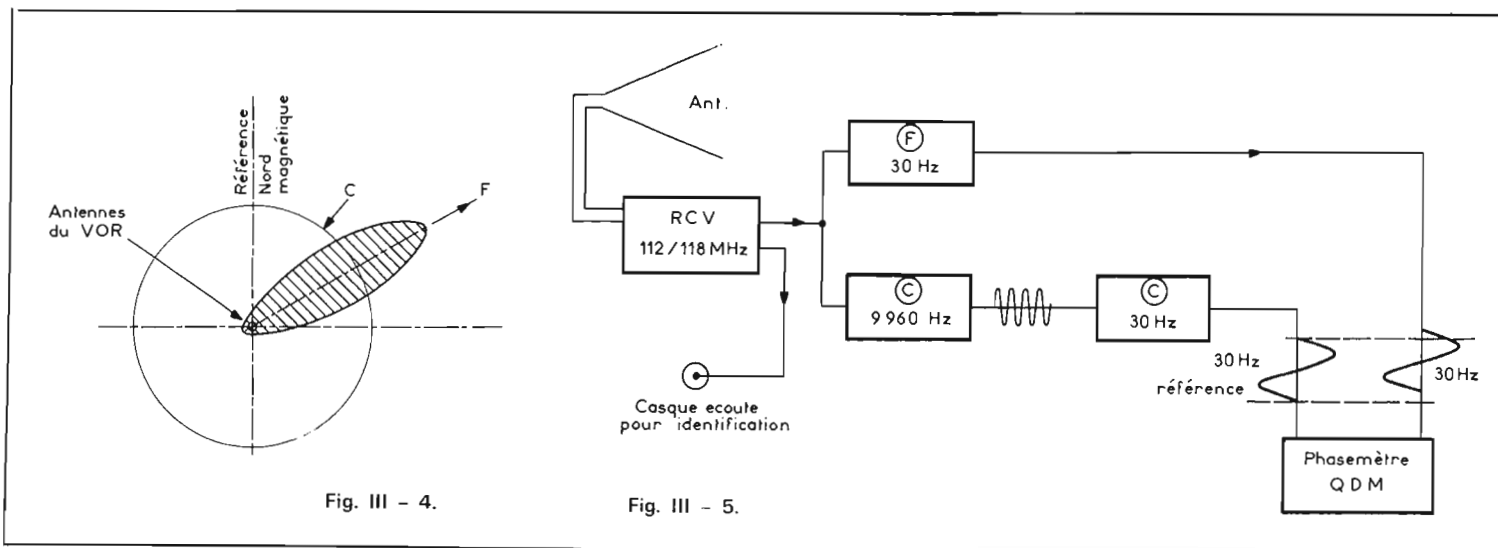 Référence
Nord
magnétique
C
F
Antennes
du VOR
Fig. III - 4.
Ant.
RCV
112/118 MHz
Casque ecoute
pour identification
F
30 Hz
C
9 960 Hz
C
30 Hz
30 Hz
référence
30 Hz
Phasemètre
QDM
Fig. III - 5.